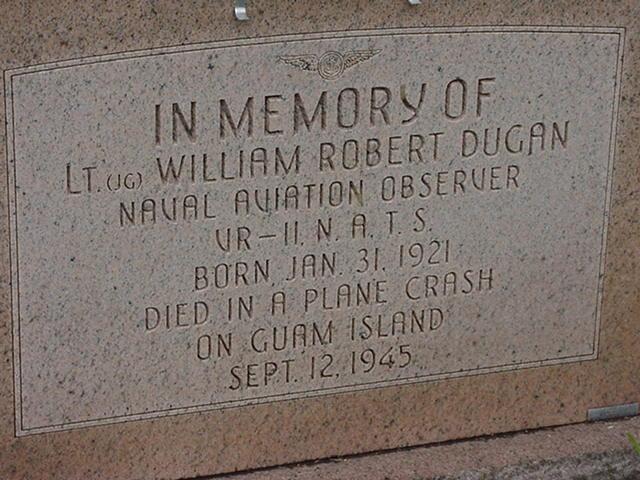 IN MEMORY OF
LT. (JG) WILLIAM ROBERT DUGAN
NAVAL AVIATION OBSERVER
VR-11. N. A. T. S.
BORN JAN. 31. 1921
DIED IN A PLANE CRASH
ON GUAM ISLAND
SEPT. 12. 1945